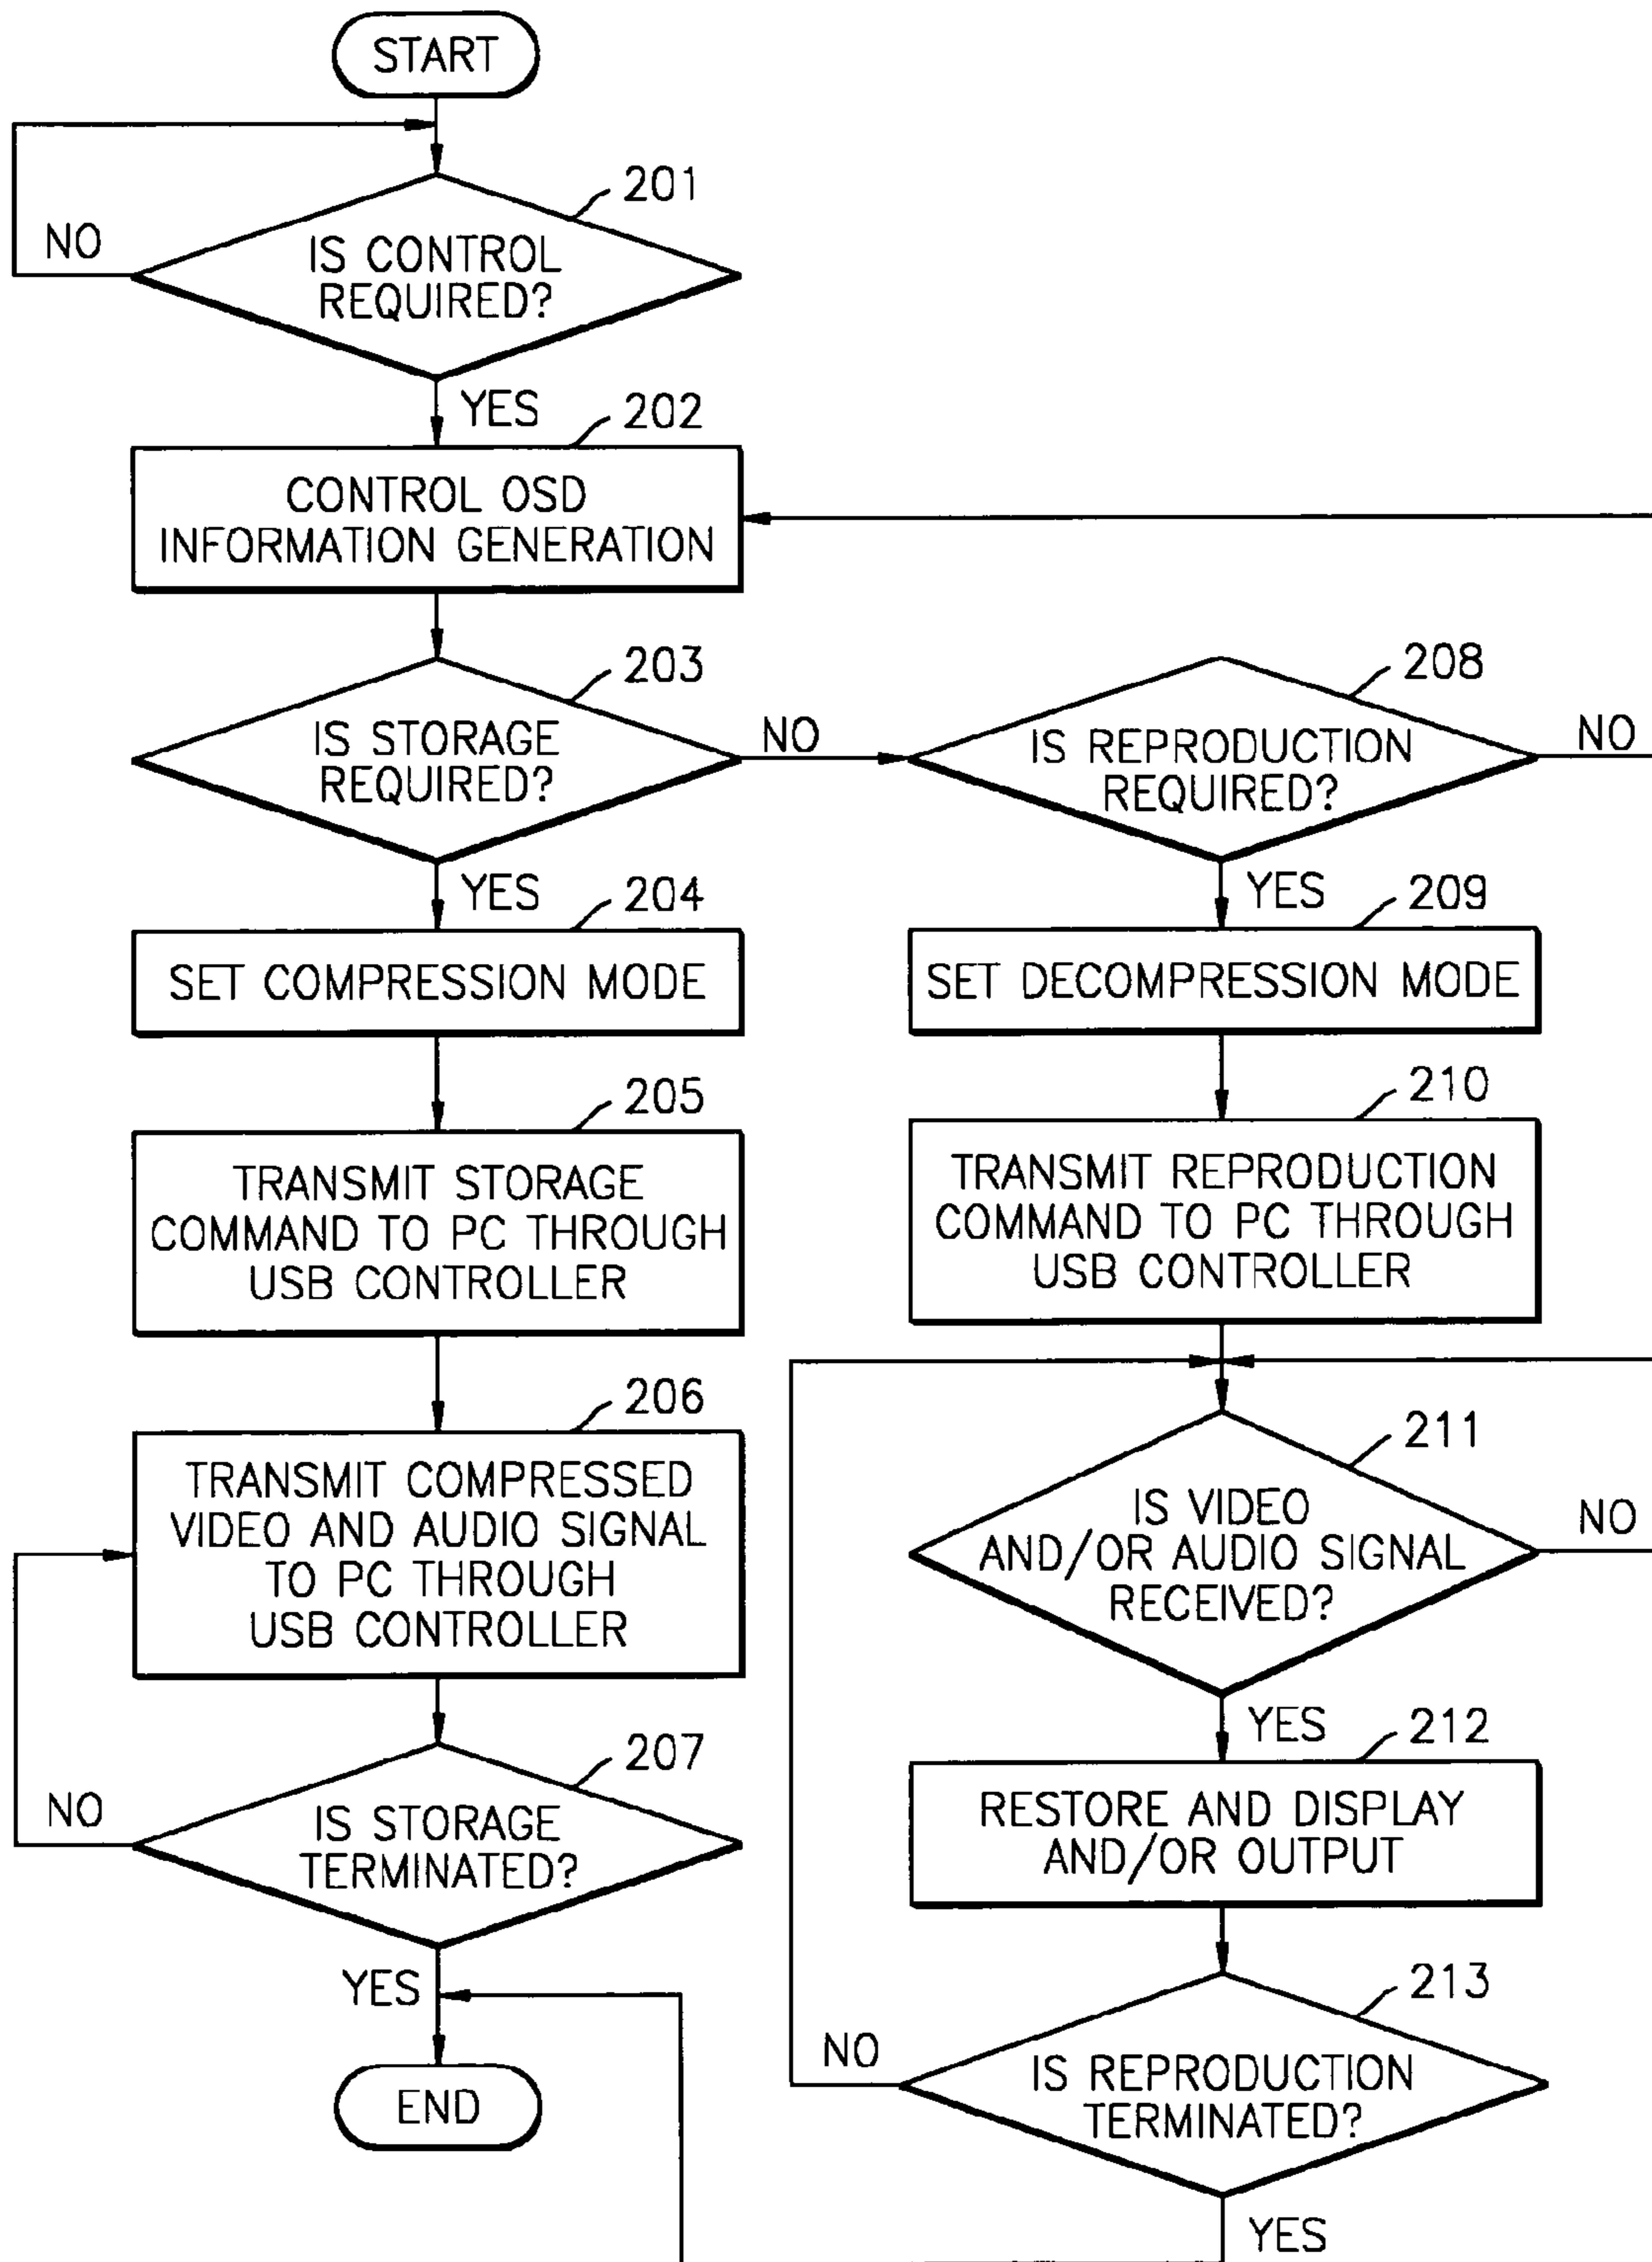 START
201
NO
IS CONTROL
REQUIRED?
YES
202
CONTROL OSD
INFORMATION GENERATION
203
IS STORAGE
REQUIRED?
NO
YES
204
SET COMPRESSION MODE
205
TRANSMIT STORAGE
COMMAND TO PC THROUGH
USB CONTROLLER
206
TRANSMIT COMPRESSED
VIDEO AND AUDIO SIGNAL
TO PC THROUGH
USB CONTROLLER
207
NO
IS STORAGE
TERMINATED?
YES
END
208
IS REPRODUCTION
REQUIRED?
NO
YES
209
SET DECOMPRESSION MODE
210
TRANSMIT REPRODUCTION
COMMAND TO PC THROUGH
USB CONTROLLER
211
IS VIDEO
AND/OR AUDIO SIGNAL
RECEIVED?
NO
YES
212
RESTORE AND DISPLAY
AND/OR OUTPUT
213
NO
IS REPRODUCTION
TERMINATED?
YES